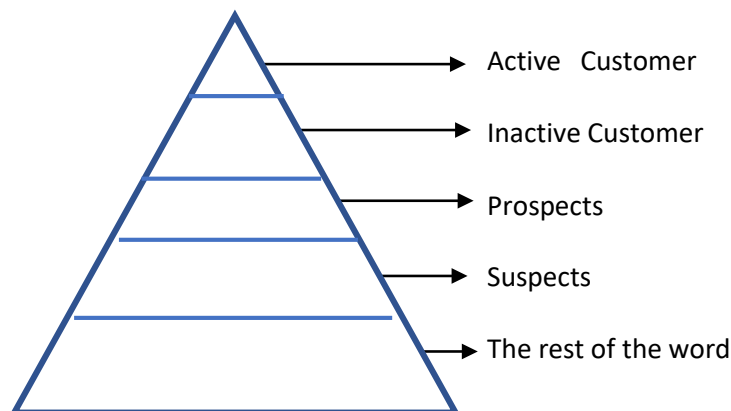 Active Customer
Inactive Customer
Prospects
Suspects
The rest of the word